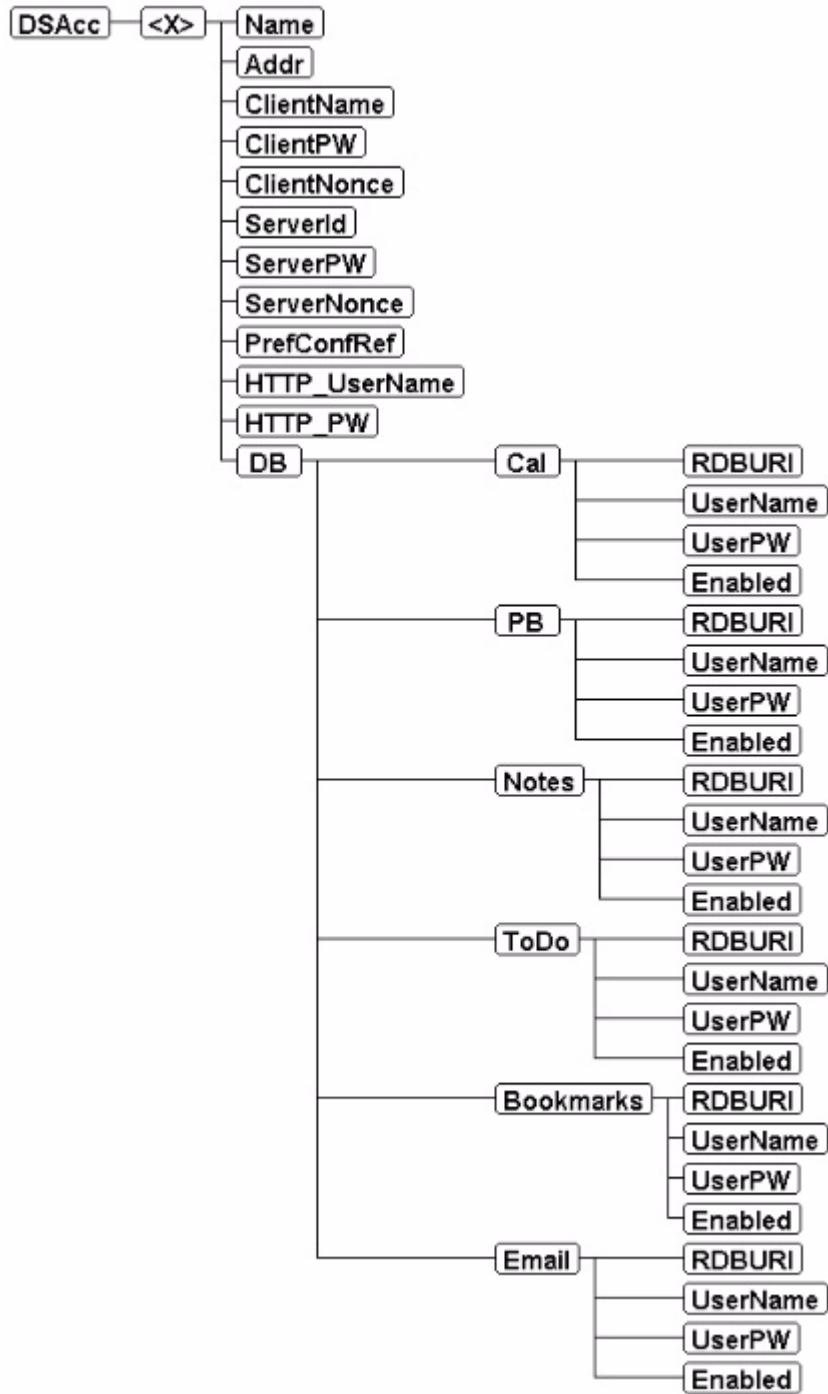 DSAcc <X> Name
Addr
ClientName
ClientPW
ClientNonce
ServerId
ServerPW
ServerNonce
PrefConfRef
HTTP_UserName
HTTP_PW
DB Cal RDBURI
UserName
UserPW
Enabled
PB RDBURI
UserName
UserPW
Enabled
Notes RDBURI
UserName
UserPW
Enabled
ToDo RDBURI
UserName
UserPW
Enabled
Bookmarks RDBURI
UserName
UserPW
Enabled
Email RDBURI
UserName
UserPW
Enabled